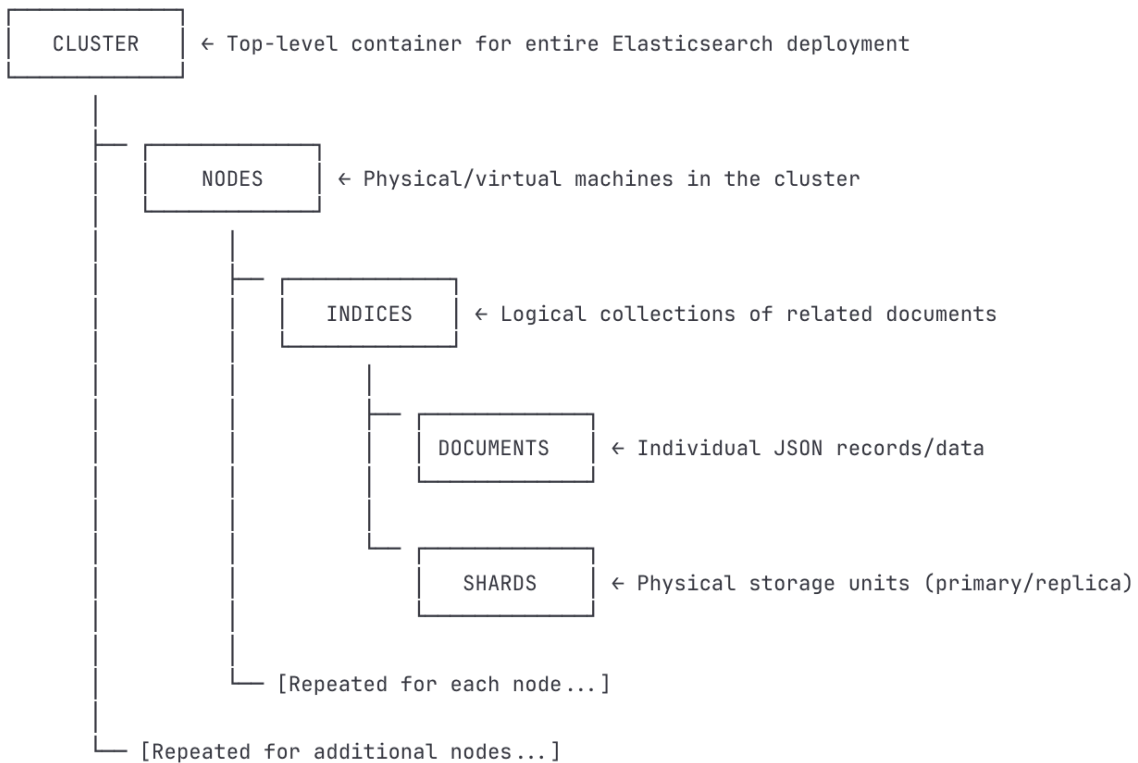 CLUSTER ← Top-level container for entire Elasticsearch deployment
NODES ← Physical/virtual machines in the cluster
INDICES ← Logical collections of related documents
DOCUMENTS ← Individual JSON records/data
SHARDS ← Physical storage units (primary/replica)
[Repeated for each node...]
[Repeated for additional nodes...]